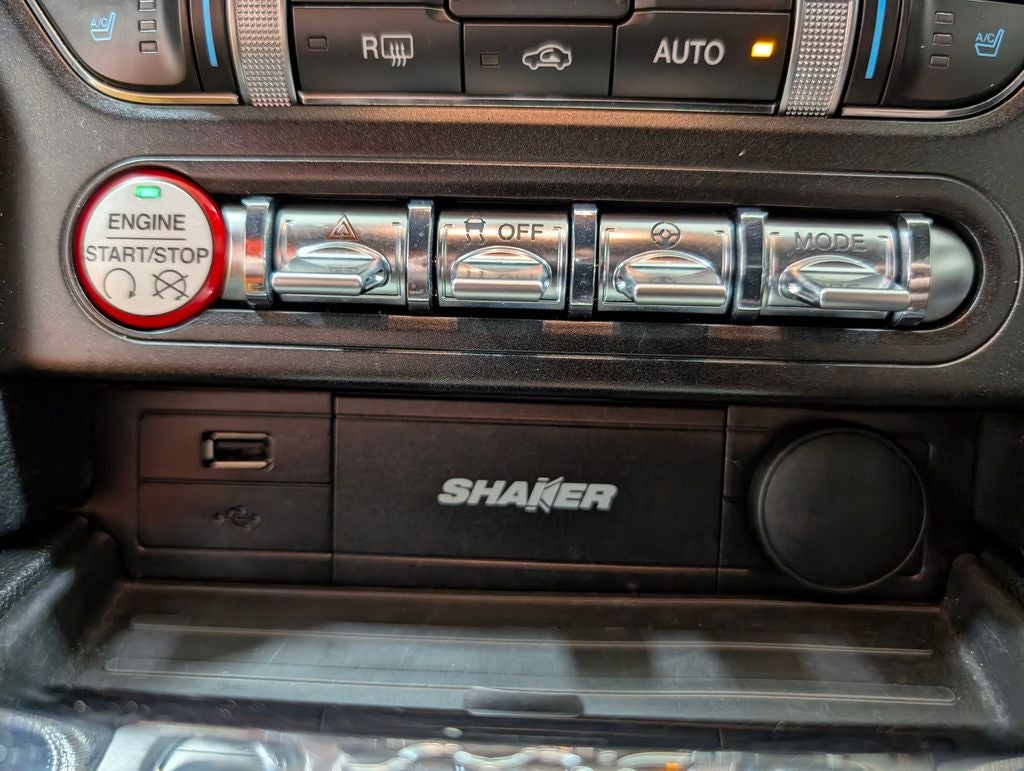 A/C
R
AUTO
A/C
ENGINE
START/STOP
OFF
MODE
SHAKER